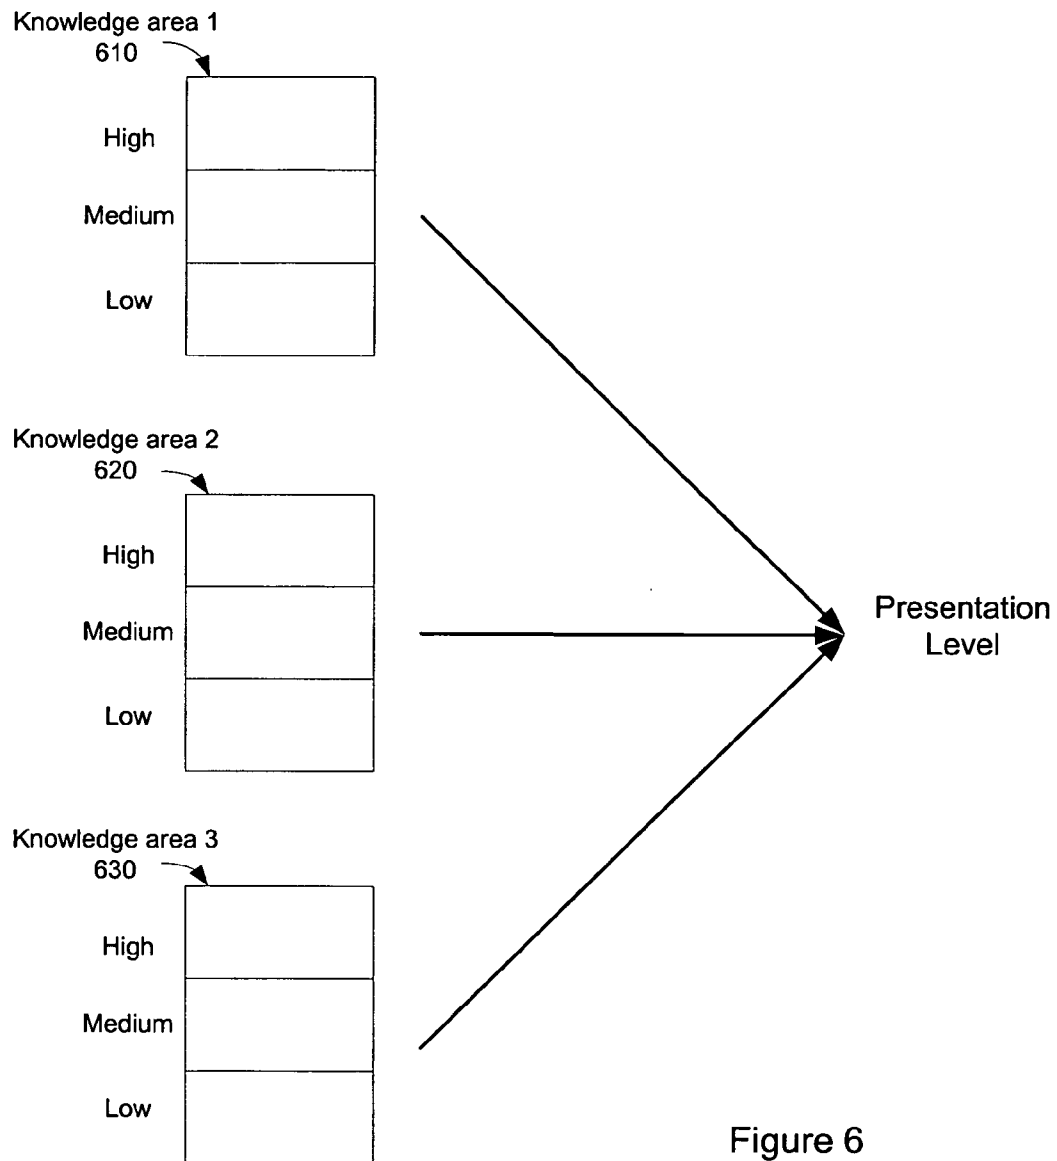 Knowledge area 1
610
High
Medium
Low
Knowledge area 2
620
High
Medium
Low
Knowledge area 3
630
High
Medium
Low
Presentation
Level
Figure 6